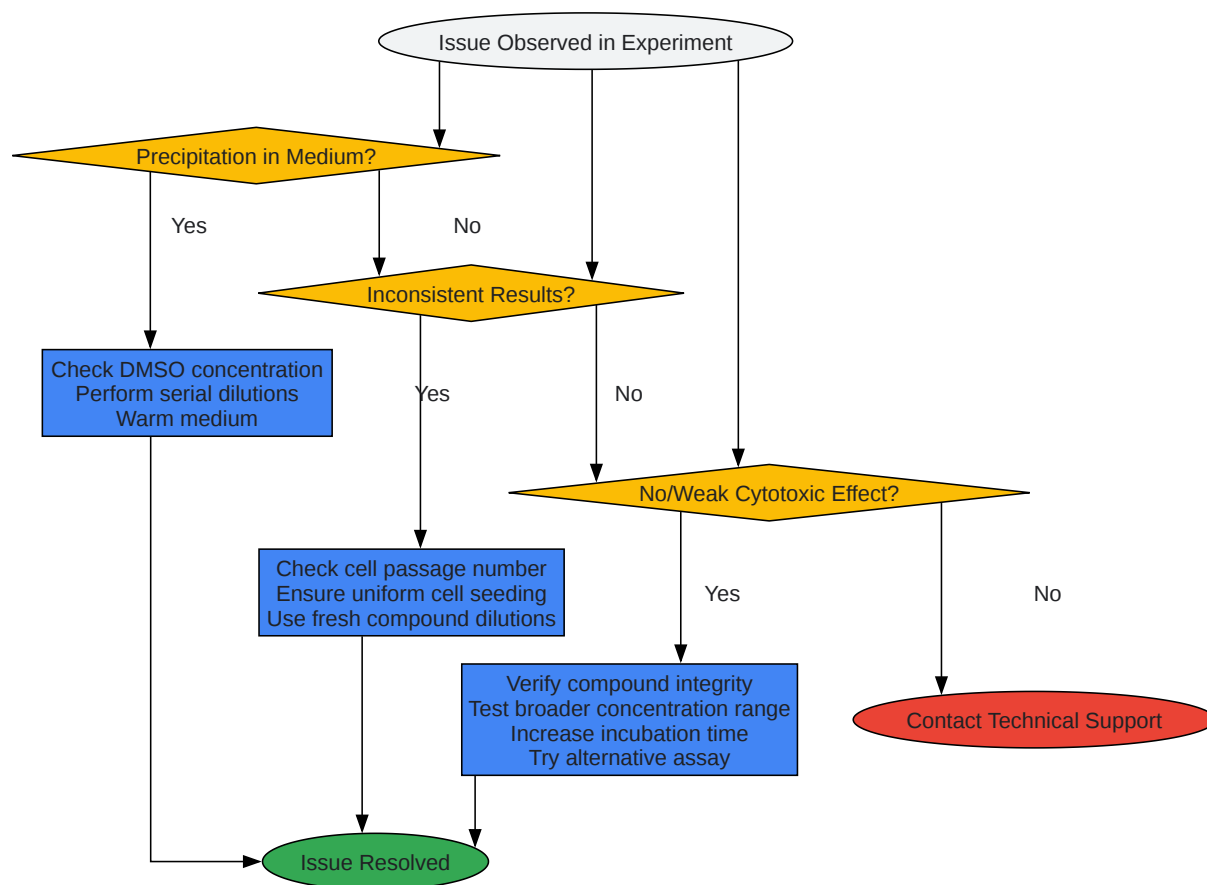 Issue Observed in Experiment
Precipitation in Medium?
Yes
No
Inconsistent Results?
Check DMSO concentration
Perform serial dilutions
Warm medium
Yes
No
No/Weak Cytotoxic Effect?
Check cell passage number
Ensure uniform cell seeding
Use fresh compound dilutions
Yes
No
Verify compound integrity
Test broader concentration range
Increase incubation time
Try alternative assay
Contact Technical Support
Issue Resolved